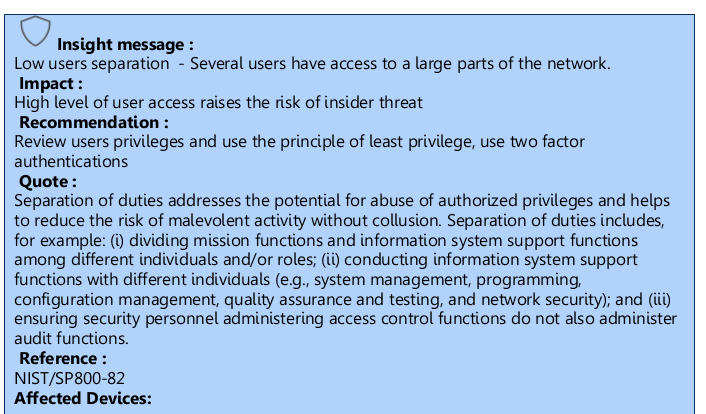 Insight message :
Low users separation - Several users have access to a large parts of the network.
Impact :
High level of user access raises the risk of insider threat
Recommendation :
Review users privileges and use the principle of least privilege, use two factor
authentications
Quote :
Separation of duties addresses the potential for abuse of authorized privileges and helps
to reduce the risk of malevolent activity without collusion. Separation of duties includes,
for example: (i) dividing mission functions and information system support functions
among different individuals and/or roles; (ii) conducting information system support
functions with different individuals (e.g., system management, programming,
configuration management, quality assurance and testing, and network security); and (iii)
ensuring security personnel administering access control functions do not also administer
audit functions.
Reference :
NIST/SP800-82
Affected Devices: